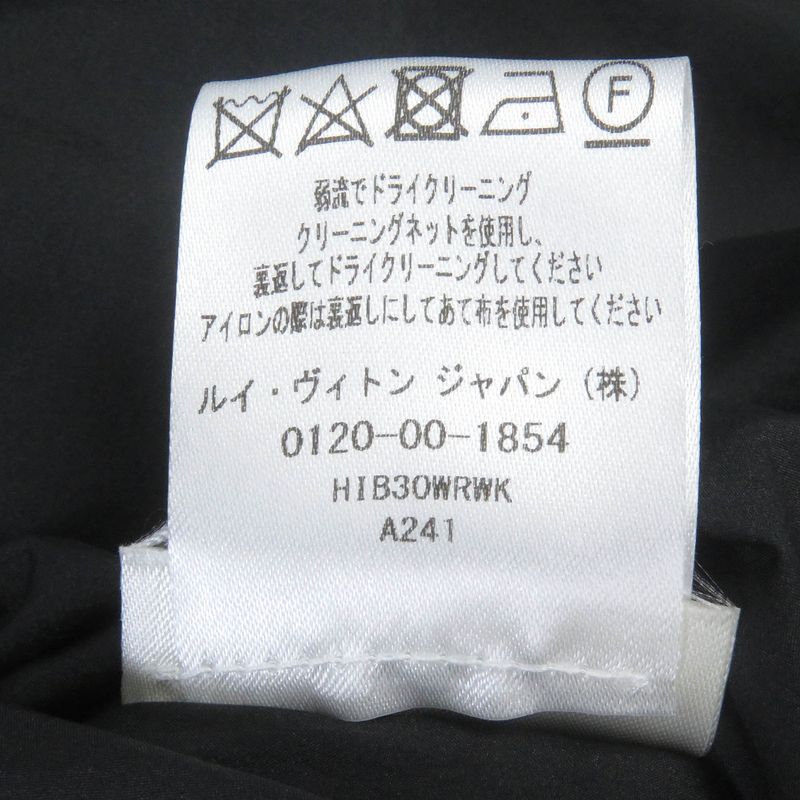 F
弱流でドライクリーニング
クリーニングネットを使用し、
裏返してドライクリーニングしてください
アイロンの際は裏返しにしてあて布を使用してください
ルイ・ヴィトン ジャパン (株)
0120-00-1854
HIB30WRWK
A241